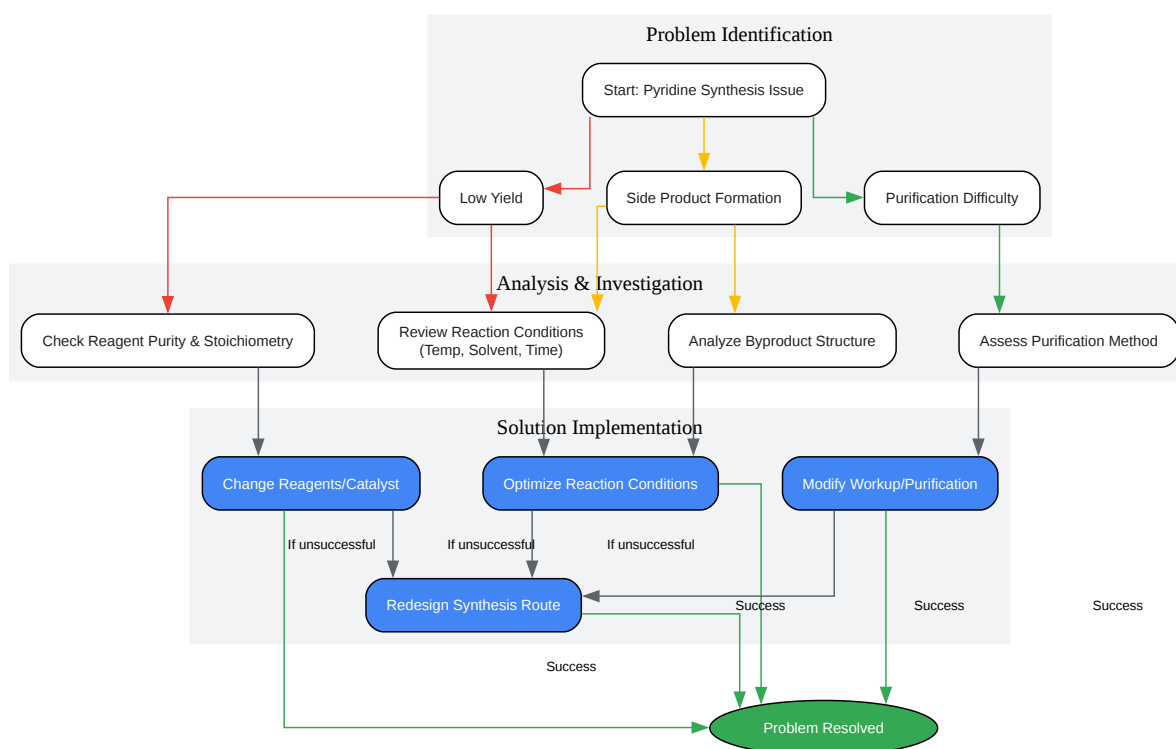 Problem Identification
Start: Pyridine Synthesis Issue
Low Yield
Side Product Formation
Purification Difficulty
Analysis & Investigation
Check Reagent Purity & Stoichiometry
Review Reaction Conditions
(Temp, Solvent, Time)
Analyze Byproduct Structure
Assess Purification Method
Solution Implementation
Change Reagents/Catalyst
Optimize Reaction Conditions
Modify Workup/Purification
If unsuccessful
If unsuccessful
If unsuccessful
Redesign Synthesis Route
Success
Success
Success
Success
Problem Resolved